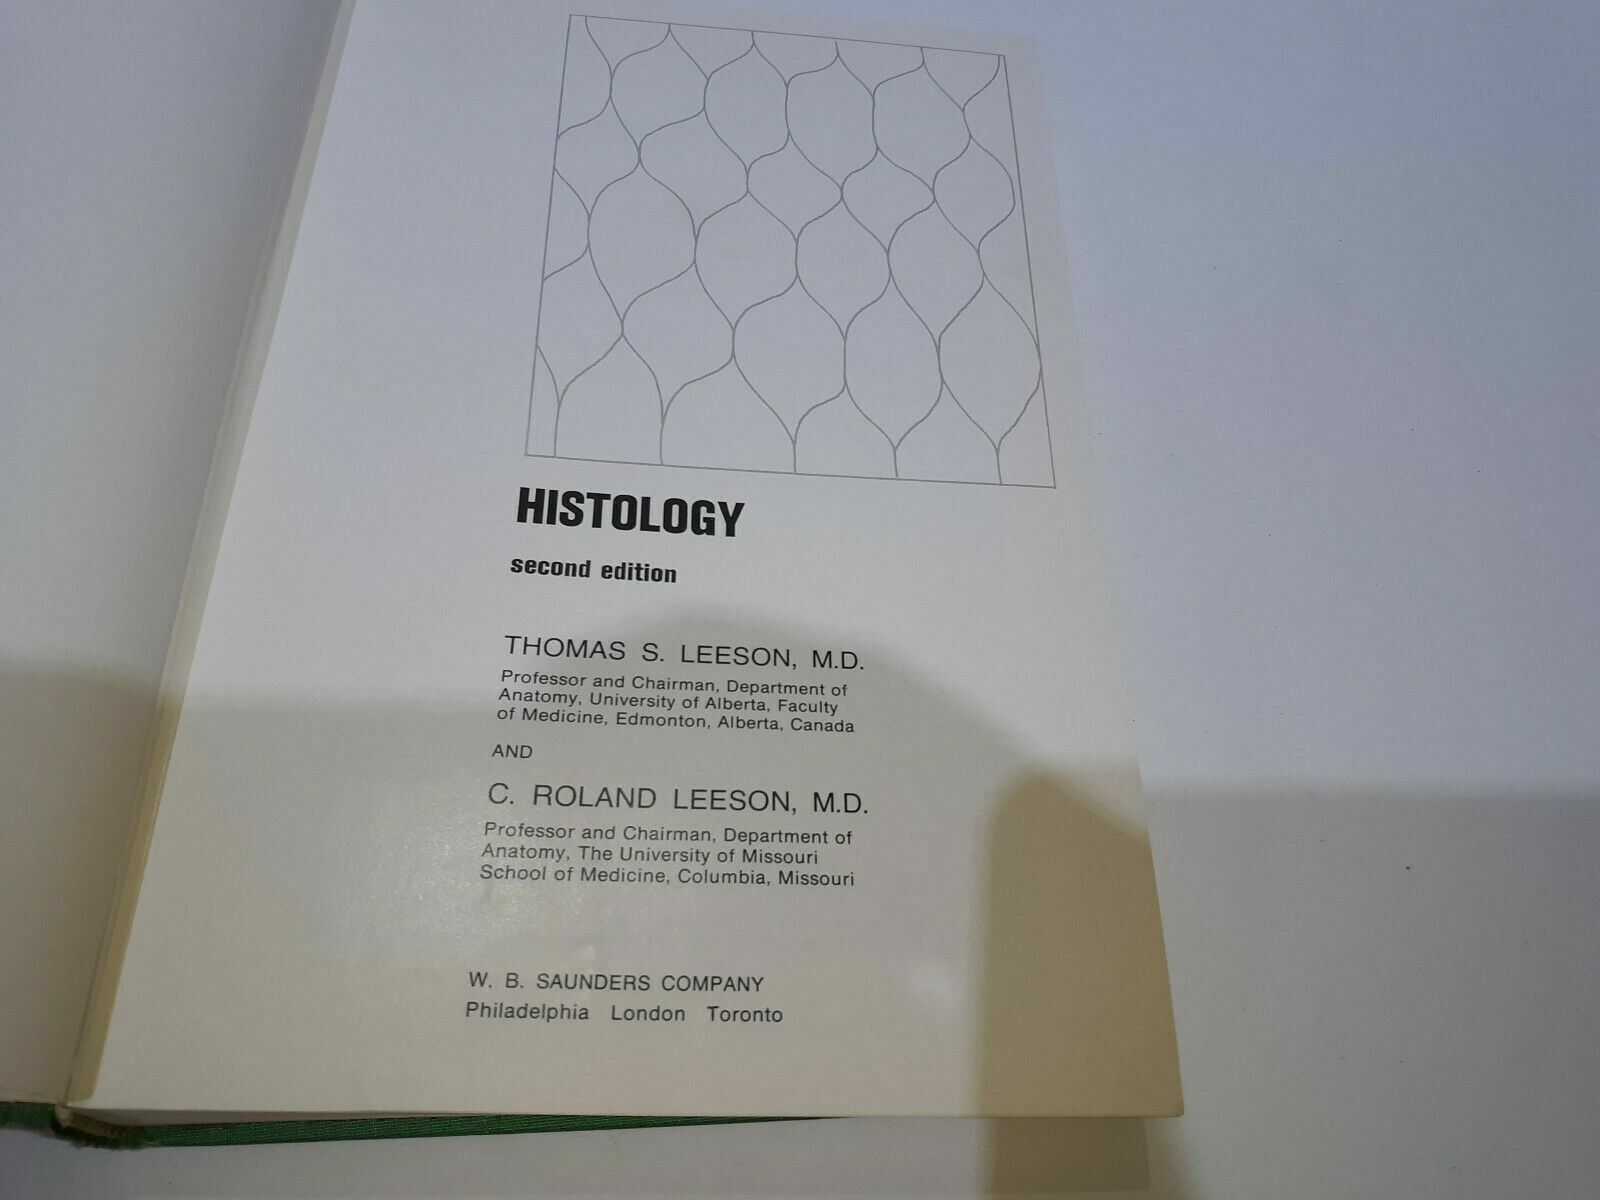 HISTOLOGY
second edition
THOMAS S. LEESON, M.D.
Professor and Chairman, Department of
Anatomy, University of Alberta, Faculty
of Medicine, Edmonton, Alberta, Canada
AND
C. ROLAND LEESON, M.D.
Professor and Chairman, Department of
Anatomy, The University of Missouri
School of Medicine, Columbia, Missouri
W. B. SAUNDERS COMPANY
Philadelphia London Toronto